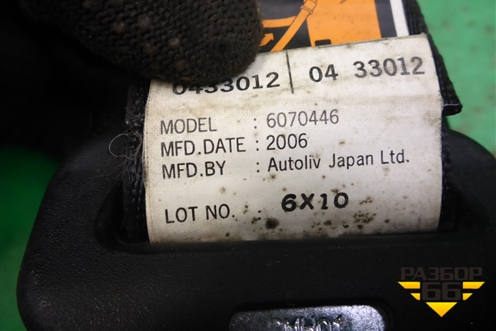 0433012 | 04 33012
MODEL : 6070446
MFD.DATE : 2006
MFD.BY : Autoliv Japan Ltd.
LOT NO. : 6X10
РАЗБОР
66